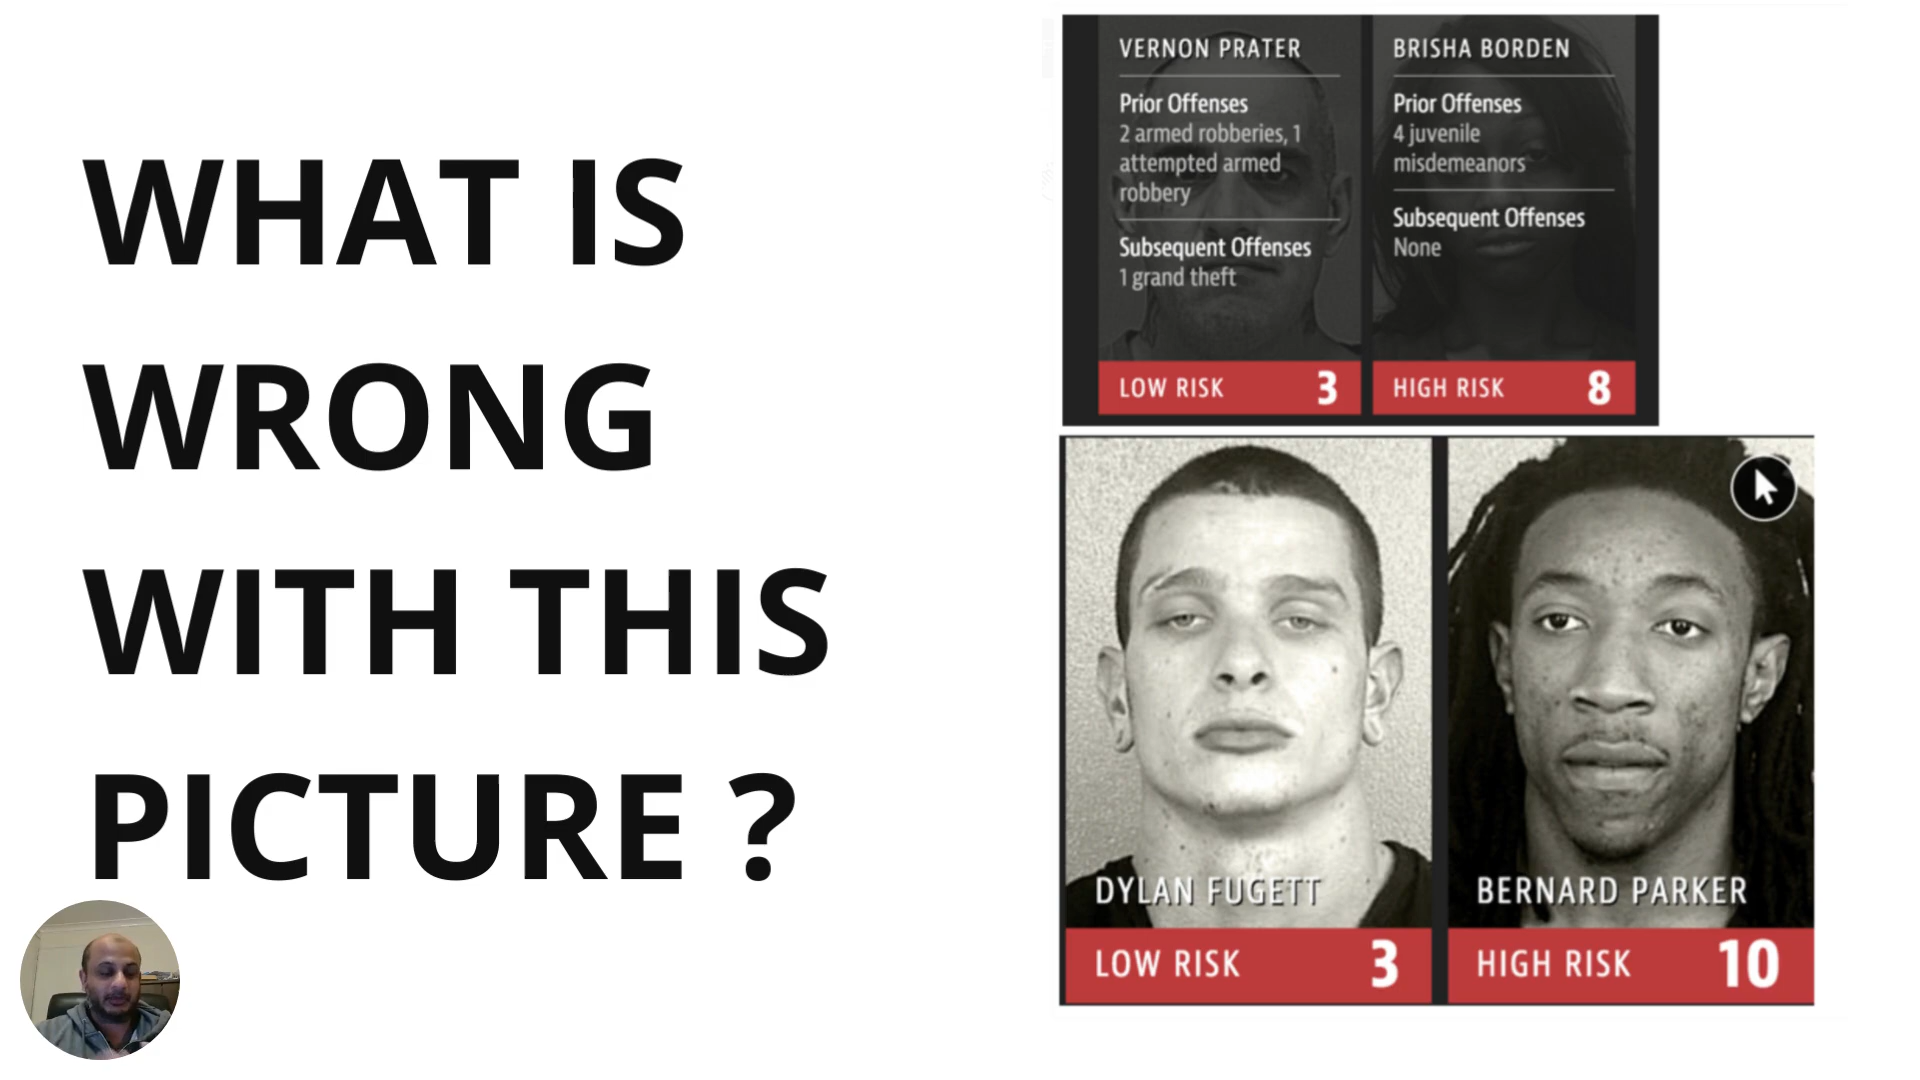 WHAT IS
WRONG
WITH THIS
PICTURE ?
VERNON PRATER
Prior Offenses
2 armed robberies, 1
attempted armed
robbery
Subsequent Offenses
1 grand theft
LOW RISK 3
BRISHA BORDEN
Prior Offenses
4 juvenile
misdemeanors
Subsequent Offenses
None
HIGH RISK 8
DYLAN FUGETT
LOW RISK 3
BERNARD PARKER
HIGH RISK 10